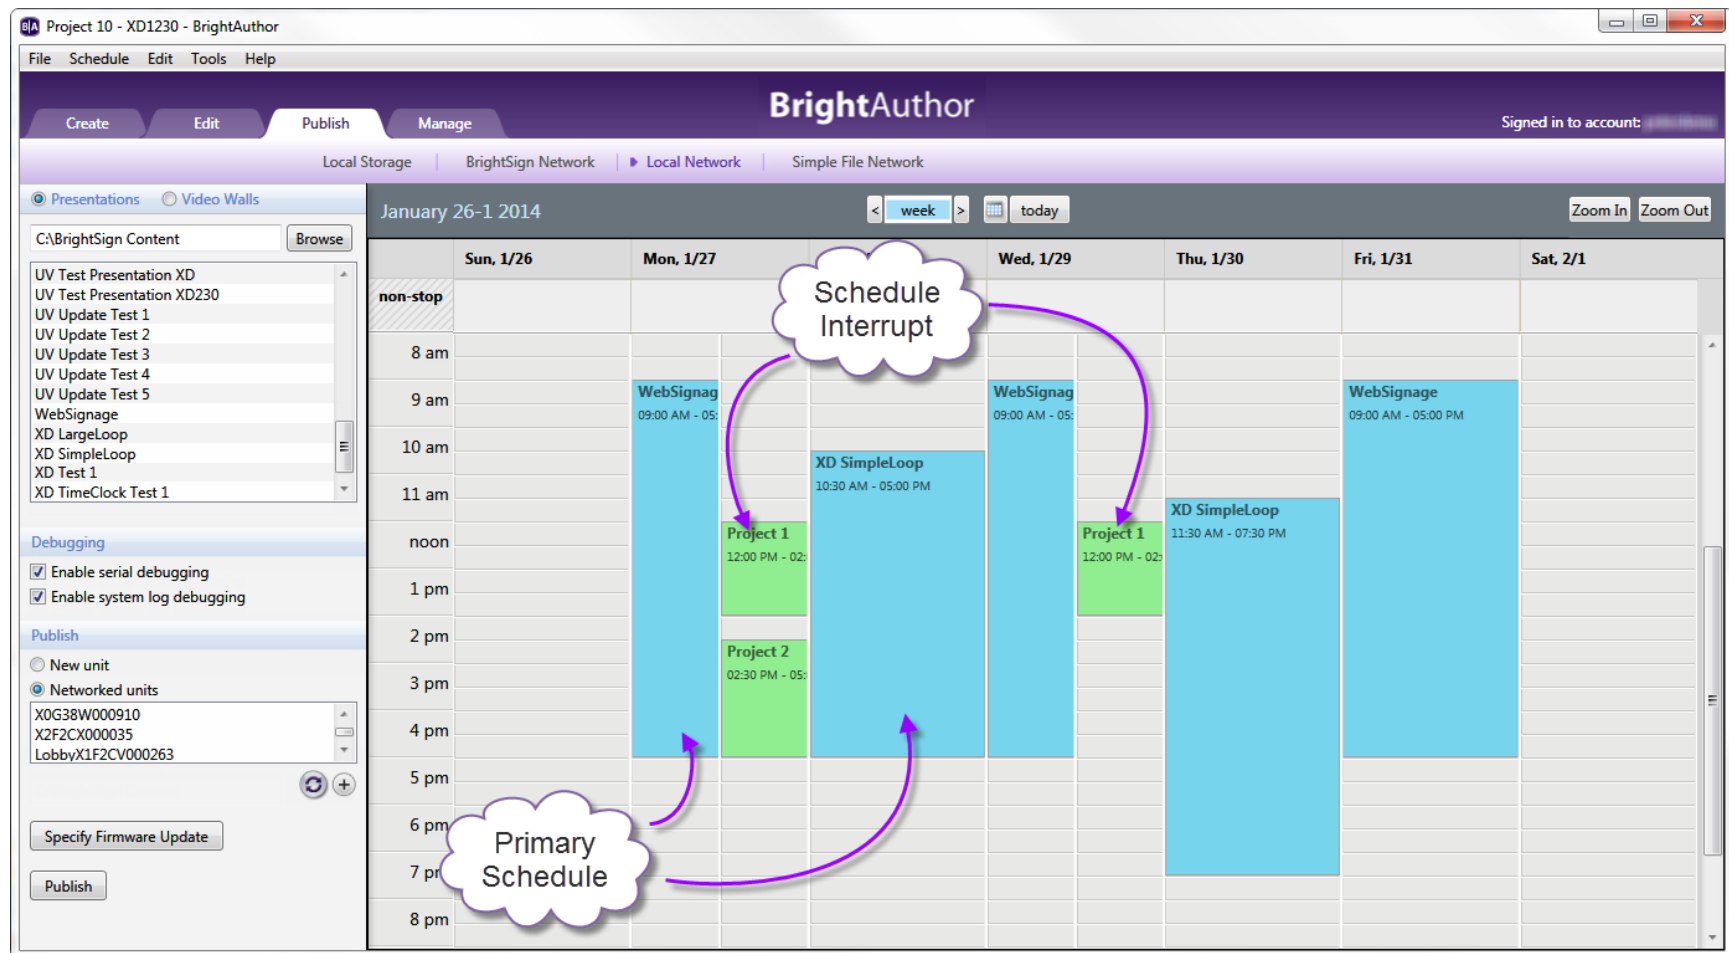 B|A Project 10 - XD1230 - BrightAuthor
File Schedule Edit Tools Help
BrightAuthor
Create Edit Publish Manage
Signed in to account:
Local Storage BrightSign Network Local Network Simple File Network
Presentations Video Walls
C:\BrightSign Content Browse
UV Test Presentation XD
UV Test Presentation XD230
UV Update Test 1
UV Update Test 2
UV Update Test 3
UV Update Test 4
UV Update Test 5
WebSignage
XD LargeLoop
XD SimpleLoop
XD Test 1
XD TimeClock Test 1
Debugging
Enable serial debugging
Enable system log debugging
Publish
New unit
Networked units
X0G38W000910
X2F2CX000035
LobbyX1F2CV000263
Specify Firmware Update
Publish
January 26-1 2014 < week > today Zoom In Zoom Out
Sun, 1/26 Mon, 1/27 Wed, 1/29 Thu, 1/30 Fri, 1/31 Sat, 2/1
non-stop
Schedule
Interrupt
8 am
9 am
10 am
11 am
noon
1 pm
2 pm
3 pm
4 pm
5 pm
6 pm
7 pm
8 pm
WebSignag
09:00 AM - 05:
Project 1
12:00 PM - 02:
Project 2
02:30 PM - 05:
XD SimpleLoop
10:30 AM - 05:00 PM
WebSignag
09:00 AM - 05:
Project 1
12:00 PM - 02:
XD SimpleLoop
11:30 AM - 07:30 PM
WebSignage
09:00 AM - 05:00 PM
Primary
Schedule